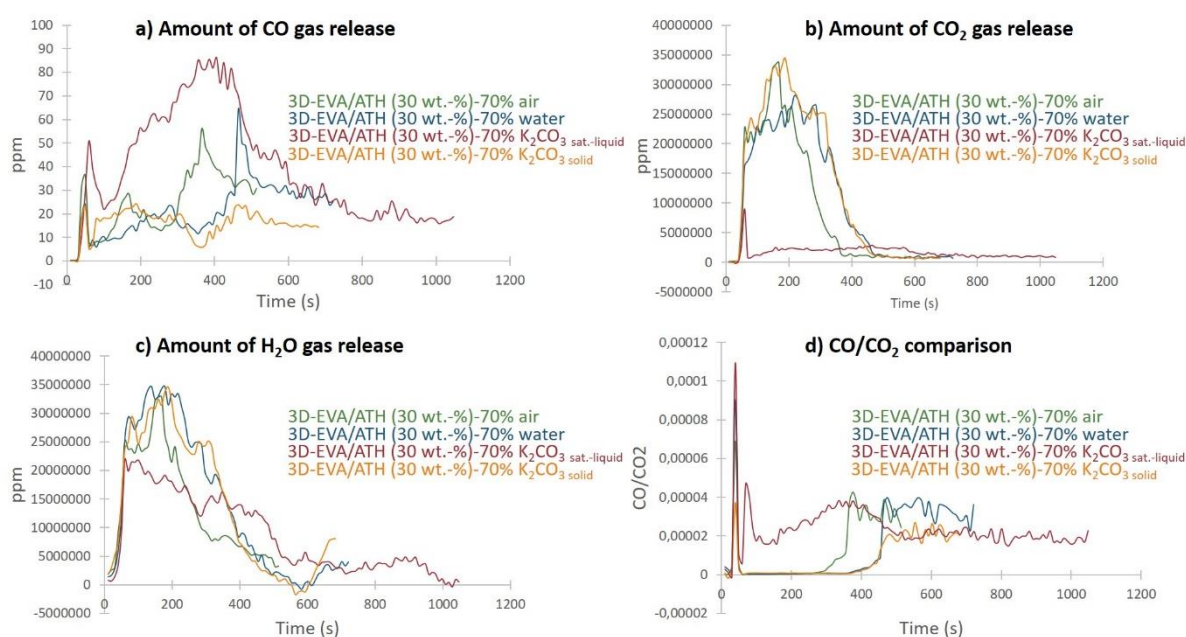 a) Amount of CO gas release
100
90
80
70
60
50
40
30
20
10
0
-10
ppm
0 200 400 600 800 1000 1200
Time (s)
3D-EVA/ATH (30 wt.-%)-70% air
3D-EVA/ATH (30 wt.-%)-70% water
3D-EVA/ATH (30 wt.-%)-70% K₂CO₃ sat.-liquid
3D-EVA/ATH (30 wt.-%)-70% K₂CO₃ solid
b) Amount of CO₂ gas release
40000000
35000000
30000000
25000000
20000000
15000000
10000000
5000000
0
-5000000
ppm
0 200 400 600 800 1000 1200
Time (s)
3D-EVA/ATH (30 wt.-%)-70% air
3D-EVA/ATH (30 wt.-%)-70% water
3D-EVA/ATH (30 wt.-%)-70% K₂CO₃ sat.-liquid
3D-EVA/ATH (30 wt.-%)-70% K₂CO₃ solid
c) Amount of H₂O gas release
40000000
35000000
30000000
25000000
20000000
15000000
10000000
5000000
0
-5000000
ppm
0 200 400 600 800 1000 1200
Time (s)
3D-EVA/ATH (30 wt.-%)-70% air
3D-EVA/ATH (30 wt.-%)-70% water
3D-EVA/ATH (30 wt.-%)-70% K₂CO₃ sat.-liquid
3D-EVA/ATH (30 wt.-%)-70% K₂CO₃ solid
d) CO/CO₂ comparison
0,00012
0,0001
0,00008
0,00006
0,00004
0,00002
0
-0,00002
CO/CO2
0 200 400 600 800 1000 1200
Time (s)
3D-EVA/ATH (30 wt.-%)-70% air
3D-EVA/ATH (30 wt.-%)-70% water
3D-EVA/ATH (30 wt.-%)-70% K₂CO₃ sat.-liquid
3D-EVA/ATH (30 wt.-%)-70% K₂CO₃ solid